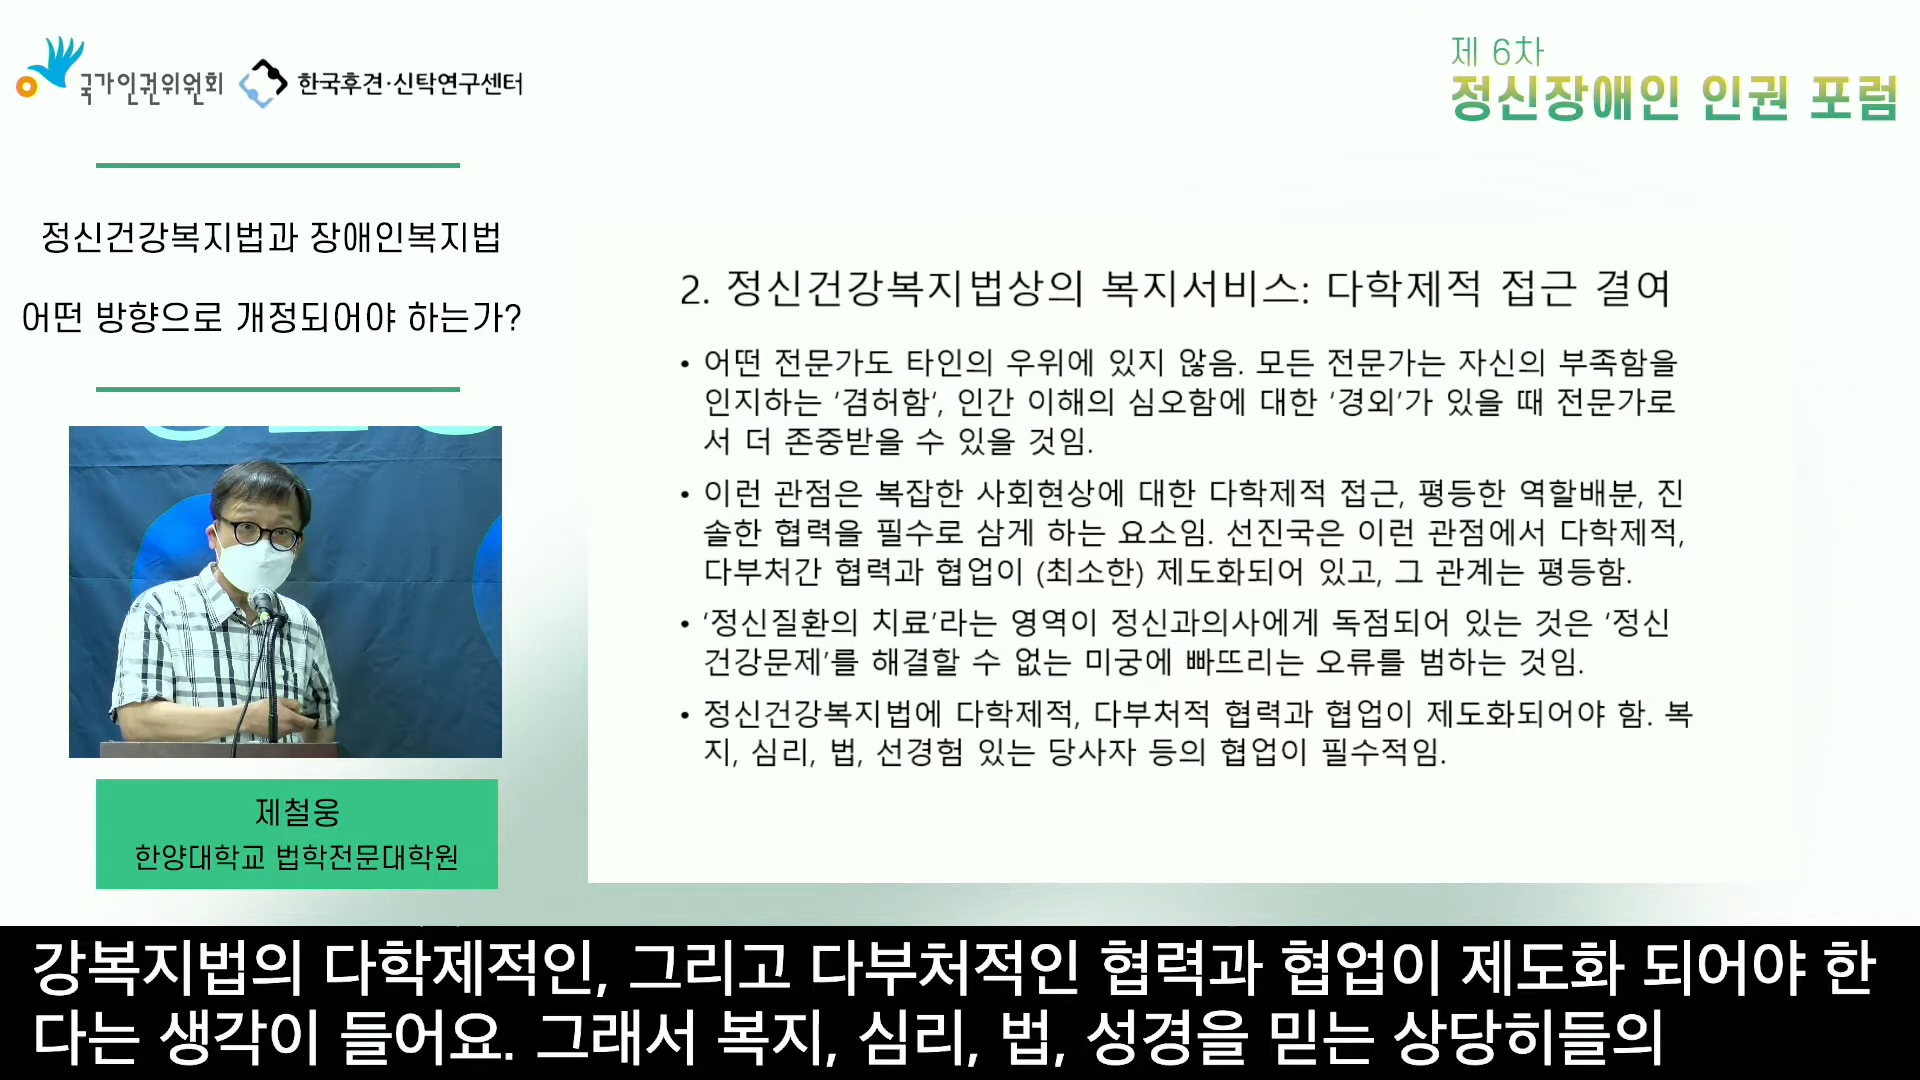 국가인권위원회
한국후견·신탁연구센터
제 6차
정신장애인 인권 포럼
정신건강복지법과 장애인복지법
어떤 방향으로 개정되어야 하는가?
2. 정신건강복지법상의 복지서비스: 다학제적 접근 결여
• 어떤 전문가도 타인의 우위에 있지 않음. 모든 전문가는 자신의 부족함을
인지하는 ‘겸허함‘, 인간 이해의 심오함에 대한 ‘경외’가 있을 때 전문가로
서 더 존중받을 수 있을 것임.
• 이런 관점은 복잡한 사회현상에 대한 다학제적 접근, 평등한 역할배분, 진
솔한 협력을 필수로 삼게 하는 요소임. 선진국은 이런 관점에서 다학제적,
다부처간 협력과 협업이 (최소한) 제도화되어 있고, 그 관계는 평등함.
• ‘정신질환의 치료’라는 영역이 정신과의사에게 독점되어 있는 것은 ‘정신
건강문제’를 해결할 수 없는 미궁에 빠뜨리는 오류를 범하는 것임.
• 정신건강복지법에 다학제적, 다부처적 협력과 협업이 제도화되어야 함. 복
지, 심리, 법, 선경험 있는 당사자 등의 협업이 필수적임.
제철웅
한양대학교 법학전문대학원
강복지법의 다학제적인, 그리고 다부처적인 협력과 협업이 제도화 되어야 한
다는 생각이 들어요. 그래서 복지, 심리, 법, 성경을 믿는 상당히들의